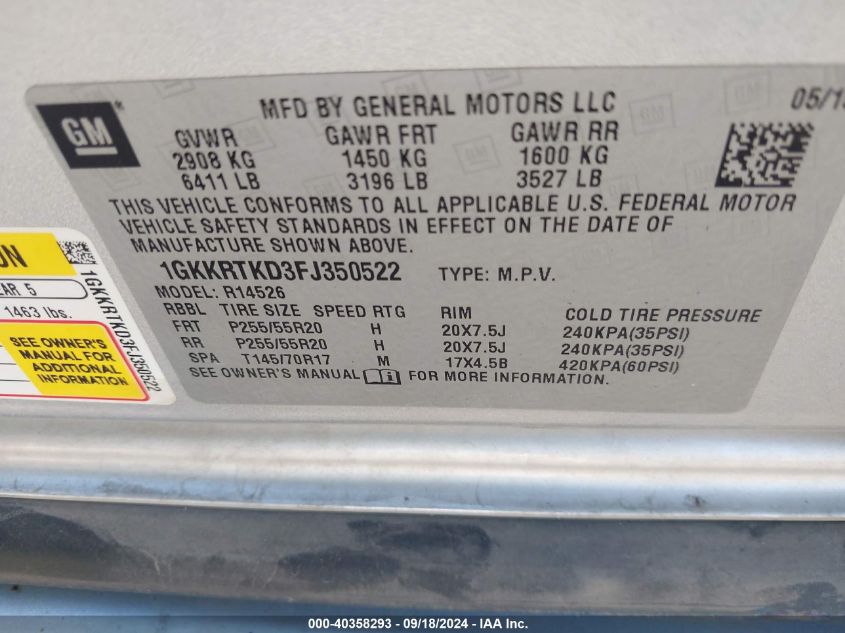 GM
MFD BY GENERAL MOTORS LLC
GVWR GAWR FRT GAWR RR
2908 KG 1450 KG 1600 KG
6411 LB 3196 LB 3527 LB
THIS VEHICLE CONFORMS TO ALL APPLICABLE U.S. FEDERAL MOTOR
VEHICLE SAFETY STANDARDS IN EFFECT ON THE DATE OF
MANUFACTURE SHOWN ABOVE.
1GKKRTKD3FJ350522 TYPE: M.P.V.
MODEL: R14526
RBBL TIRE SIZE SPEED RTG RIM COLD TIRE PRESSURE
FRT P255/55R20 H 20X7.5J 240KPA(35PSI)
RR P255/55R20 H 20X7.5J 240KPA(35PSI)
SPA T145/70R17 M 17X4.5B 420KPA(60PSI)
SEE OWNER'S MANUAL FOR MORE INFORMATION.
5
1463 lbs.
SEE OWNER'S
MANUAL FOR
ADDITIONAL
INFORMATION
1GKKRTKD3FJ350522
000-40358293 - 09/18/2024 - IAA Inc.